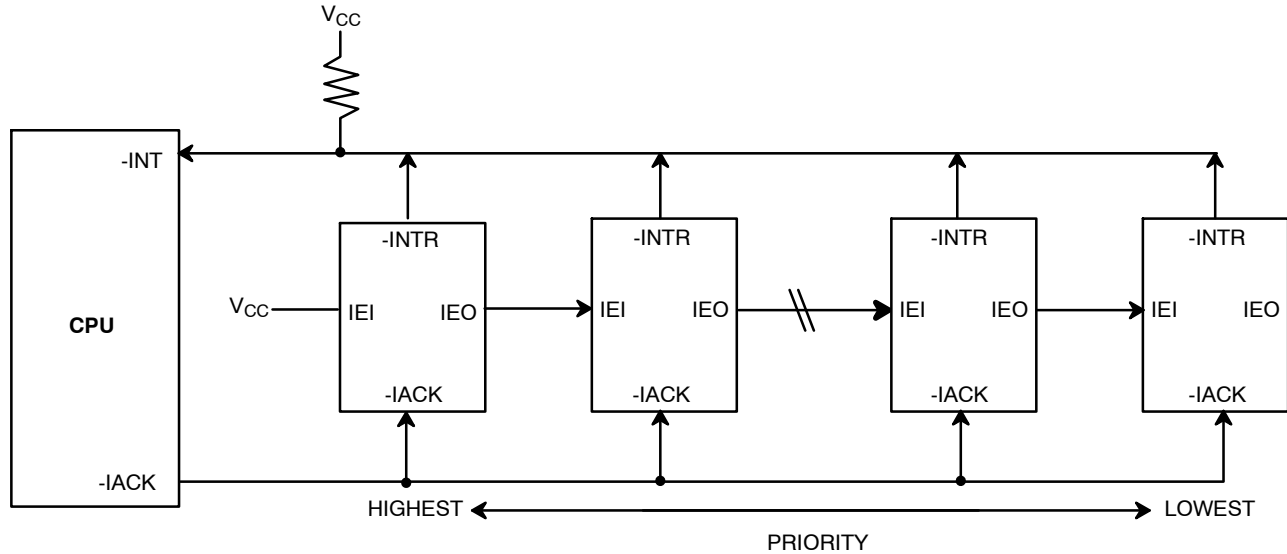 VCC
-INT
-INTR
-INTR
-INTR
-INTR
VCC
IEI
IEO
IEI
IEO
IEI
IEO
IEI
IEO
CPU
-IACK
-IACK
-IACK
-IACK
-IACK
HIGHEST
LOWEST
PRIORITY